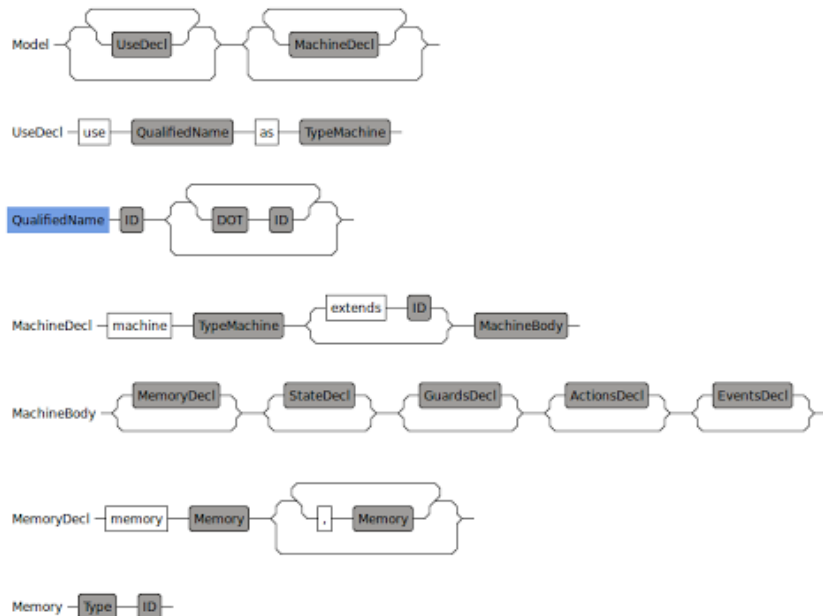 Model UseDecl MachineDecl
UseDecl use QualifiedName as TypeMachine
QualifiedName ID DOT ID
MachineDecl machine TypeMachine extends ID MachineBody
MachineBody MemoryDecl StateDecl GuardsDecl ActionsDecl EventsDecl
MemoryDecl memory Memory , Memory
Memory Type ID